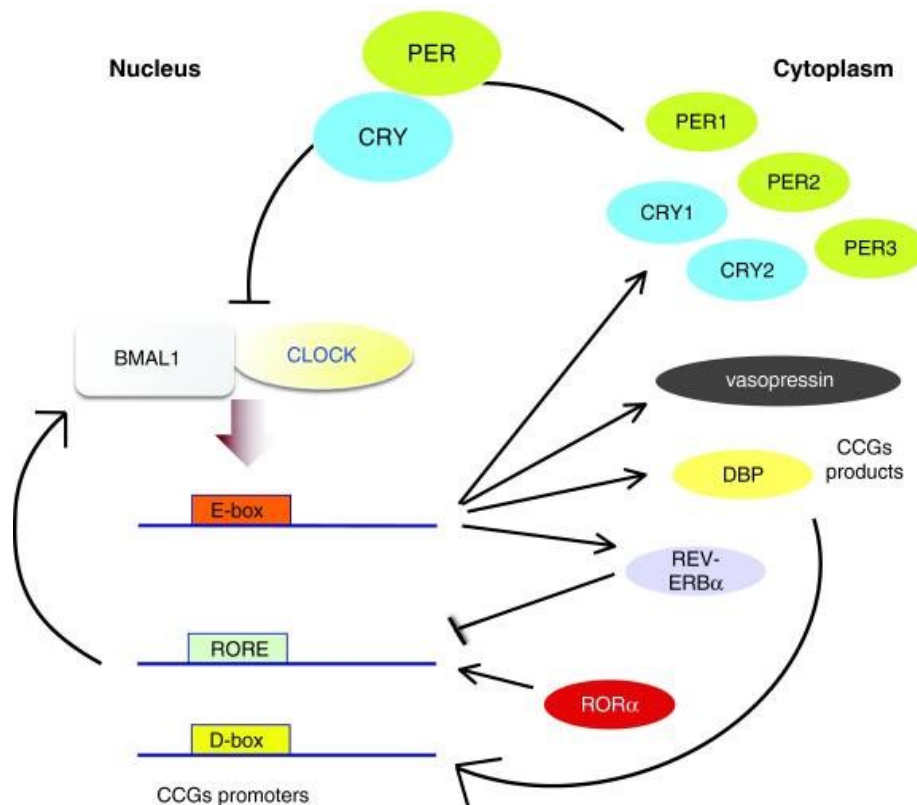 Nucleus
PER
Cytoplasm
CRY
PER1
PER2
CRY1
PER3
CRY2
BMAL1
CLOCK
vasopressin
DBP
CCGs
products
E-box
REV-
ERBα
RORE
RORα
D-box
CCGs promoters